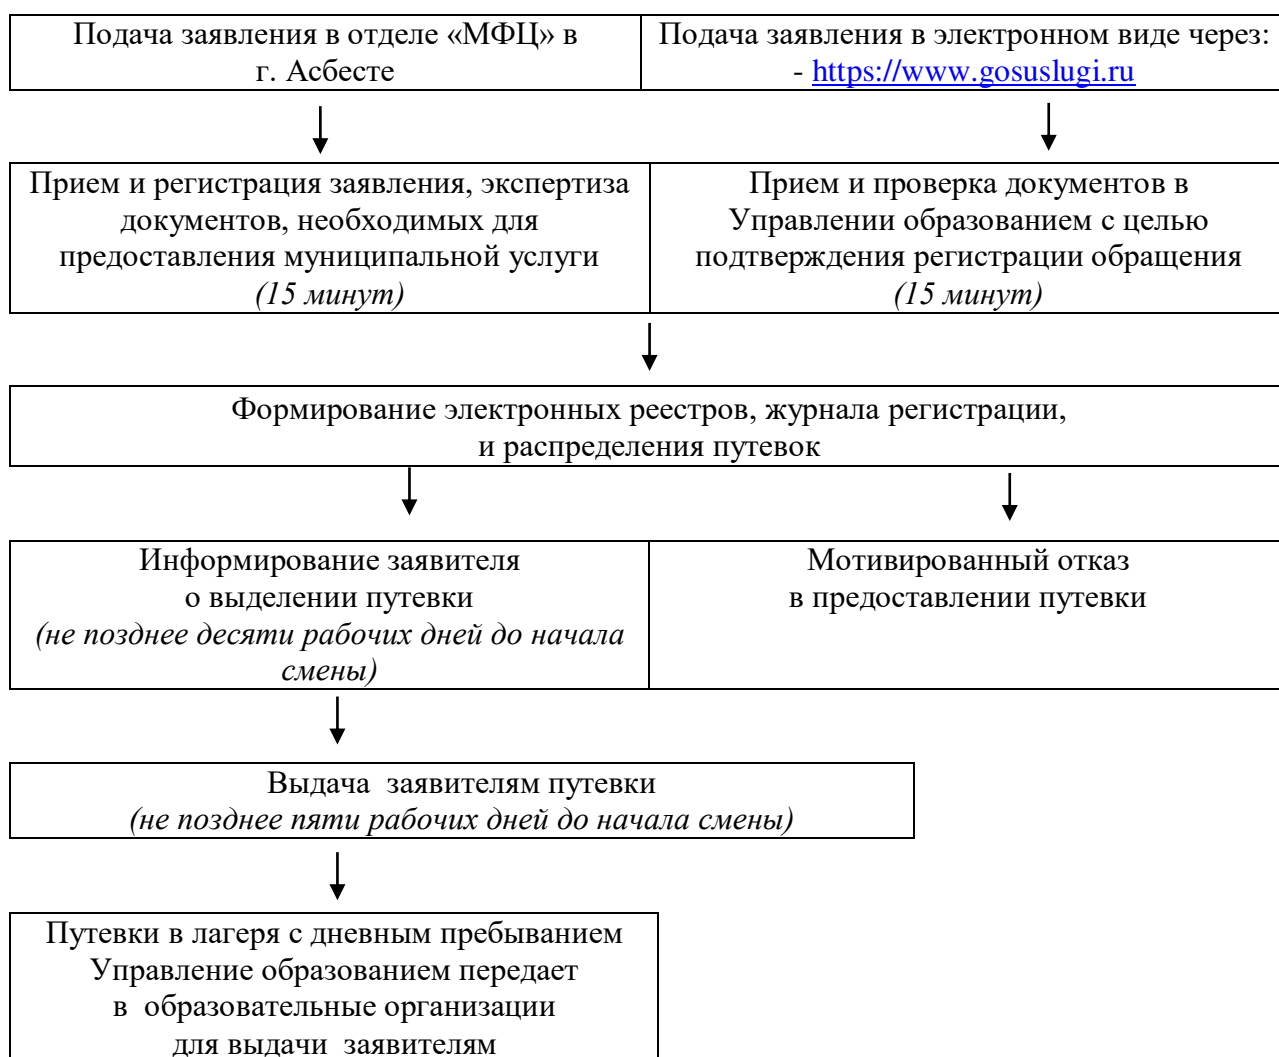 Подача заявления в отделе «МФЦ» в
г. Асбесте
Подача заявления в электронном виде через:
- https://www.gosuslugi.ru
Прием и регистрация заявления, экспертиза
документов, необходимых для
предоставления муниципальной услуги
(15 минут)
Прием и проверка документов в
Управлении образованием с целью
подтверждения регистрации обращения
(15 минут)
Формирование электронных реестров, журнала регистрации,
и распределения путевок
Информирование заявителя
о выделении путевки
(не позднее десяти рабочих дней до начала
смены)
Мотивированный отказ
в предоставлении путевки
Выдача заявителям путевки
(не позднее пяти рабочих дней до начала смены)
Путевки в лагеря с дневным пребыванием
Управление образованием передает
в образовательные организации
для выдачи заявителям